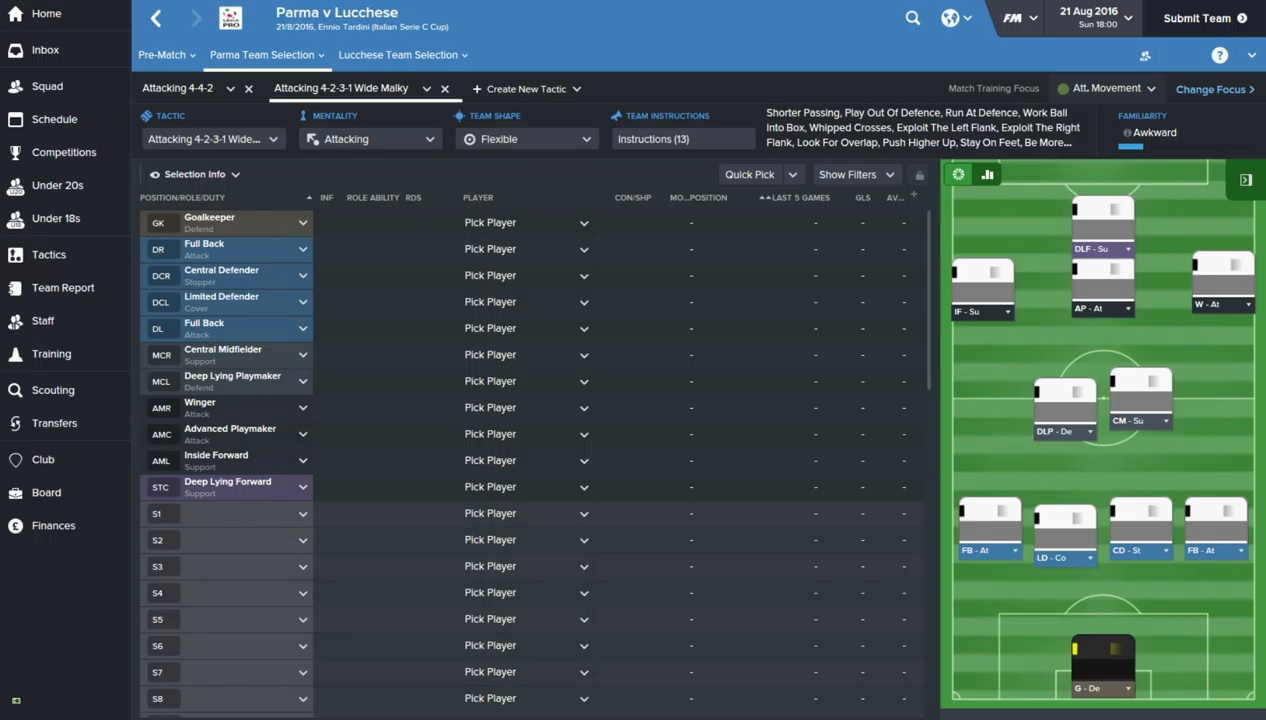 Home
Inbox
Squad
Schedule
Competitions
Under 20s
Under 18s
Tactics
Team Report
Staff
Training
Scouting
Transfers
Club
Board
Finances
Parma v Lucchese
21/8/2016, Ennio Tardini (Italian Serie C Cup)
FM
21 Aug 2016
Sun 18:00
Submit Team
Pre-Match
Parma Team Selection
Lucchese Team Selection
Attacking 4-4-2
Attacking 4-2-3-1 Wide Malky
+ Create New Tactic
Match Training Focus
Att. Movement
Change Focus >
TACTIC
Attacking 4-2-3-1 Wide...
MENTALITY
Attacking
TEAM SHAPE
Flexible
TEAM INSTRUCTIONS
Instructions (13)
Shorter Passing, Play Out Of Defence, Run At Defence, Work Ball
Into Box, Whipped Crosses, Exploit The Left Flank, Exploit The Right
Flank, Look For Overlap, Push Higher Up, Stay On Feet, Be More...
FAMILIARITY
Awkward
Selection Info
Quick Pick
Show Filters
POSITION/ROLE/DUTY INF ROLE ABILITY RDS PLAYER CON/SHP MO...POSITION LAST 5 GAMES GLS AV...
GK Goalkeeper Defend Pick Player - - -
DR Full Back Attack Pick Player - - -
DCR Central Defender Stopper Pick Player - - -
DCL Limited Defender Cover Pick Player - - -
DL Full Back Attack Pick Player - - -
MCR Central Midfielder Support Pick Player - - -
MCL Deep Lying Playmaker Defend Pick Player - - -
AMR Winger Attack Pick Player - - -
AMC Advanced Playmaker Attack Pick Player - - -
AML Inside Forward Support Pick Player - - -
STC Deep Lying Forward Support Pick Player - - -
S1 Pick Player - - -
S2 Pick Player - - -
S3 Pick Player - - -
S4 Pick Player - - -
S5 Pick Player - - -
S6 Pick Player - - -
S7 Pick Player - - -
S8 Pick Player - - -
DLF - Su
IF - Su
AP - At
W - At
DLP - De
CM - Su
FB - At
LD - Co
CD - St
FB - At
G - De